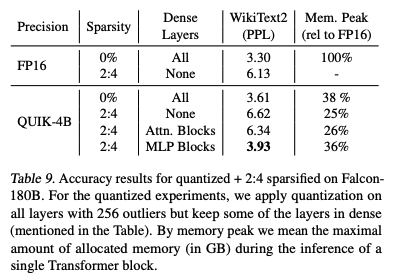 Precision Sparsity Dense Layers WikiText2 (PPL) Mem. Peak (rel to FP16)
FP16 0% All 3.30 100%
2:4 None 6.13 -
QUIK-4B 0% All 3.61 38 %
2:4 None 6.62 25%
2:4 Attn. Blocks 6.34 26%
2:4 MLP Blocks 3.93 36%
Table 9. Accuracy results for quantized + 2:4 sparsified on Falcon-
180B. For the quantized experiments, we apply quantization on
all layers with 256 outliers but keep some of the layers in dense
(mentioned in the Table). By memory peak we mean the maximal
amount of allocated memory (in GB) during the inference of a
single Transformer block.